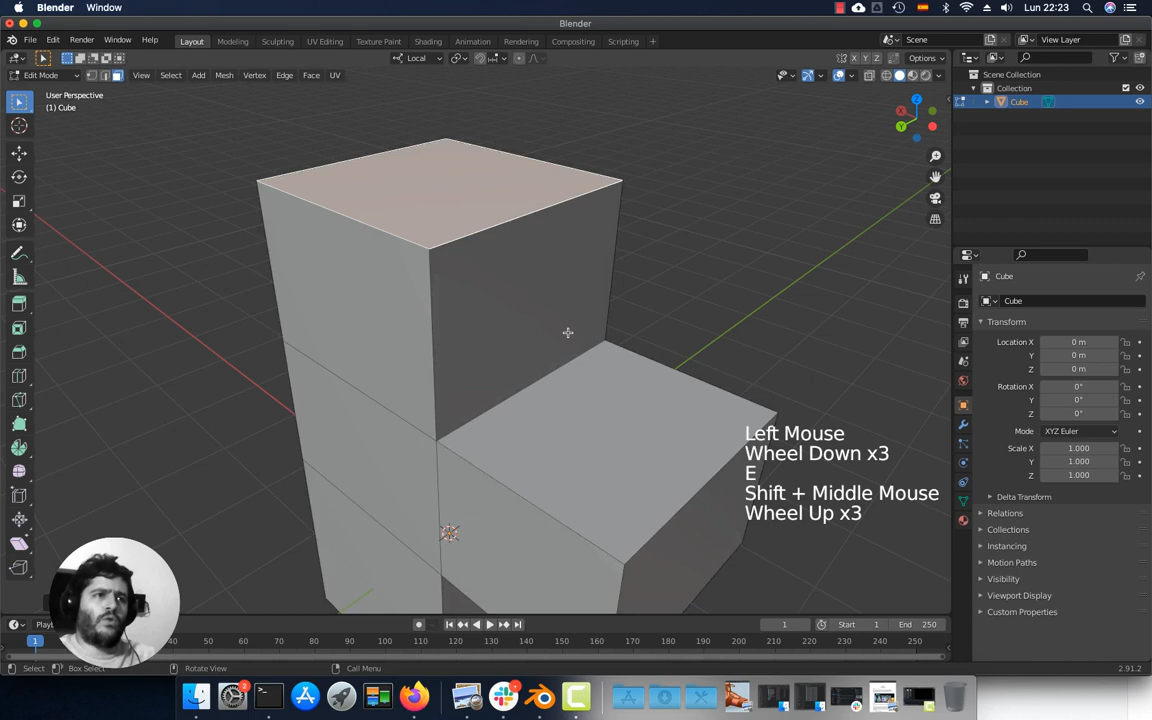 Blender Window Lun 22:23
Blender
File Edit Render Window Help Layout Modeling Sculpting UV Editing Texture Paint Shading Animation Rendering Compositing Scripting + Scene View Layer
Local X Y Z Options
Edit Mode View Select Add Mesh Vertex Edge Face UV
User Perspective
(1) Cube
Scene Collection
Collection
Cube
X
Y
Z
Cube
Cube
Transform
Location X 0 m
Y 0 m
Z 0 m
Rotation X 0°
Y 0°
Z 0°
Mode XYZ Euler
Scale X 1.000
Y 1.000
Z 1.000
Delta Transform
Relations
Collections
Instancing
Motion Paths
Visibility
Viewport Display
Custom Properties
Left Mouse
Wheel Down x3
E
Shift + Middle Mouse
Wheel Up x3
1 Start 1 End 250
1 40 50 60 70 80 90 100 110 120 130 140 150 160 170 180 190 200 210 220 230 240 250
Select Box Select Rotate View Call Menu 2.91.2
2